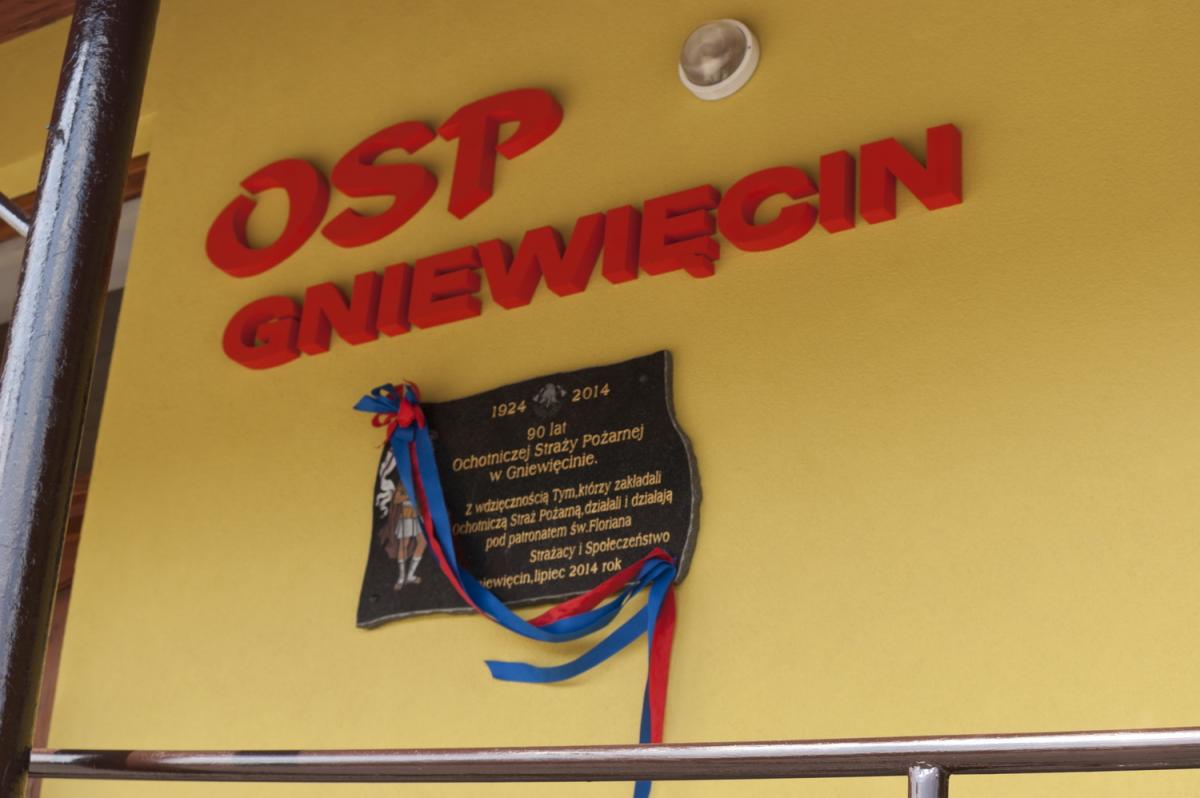 OSP
GNIEWIĘCIN
1924 2014
90 lat
Ochotniczej Straży Pożarnej
w Gniewięcinie.
Z wdzięcznością Tym,którzy zakładali
Ochotniczą Straż Pożarną,działali i działają
pod patronatem św.Floriana
Strażacy i Społeczeństwo
lipiec 2014 rok